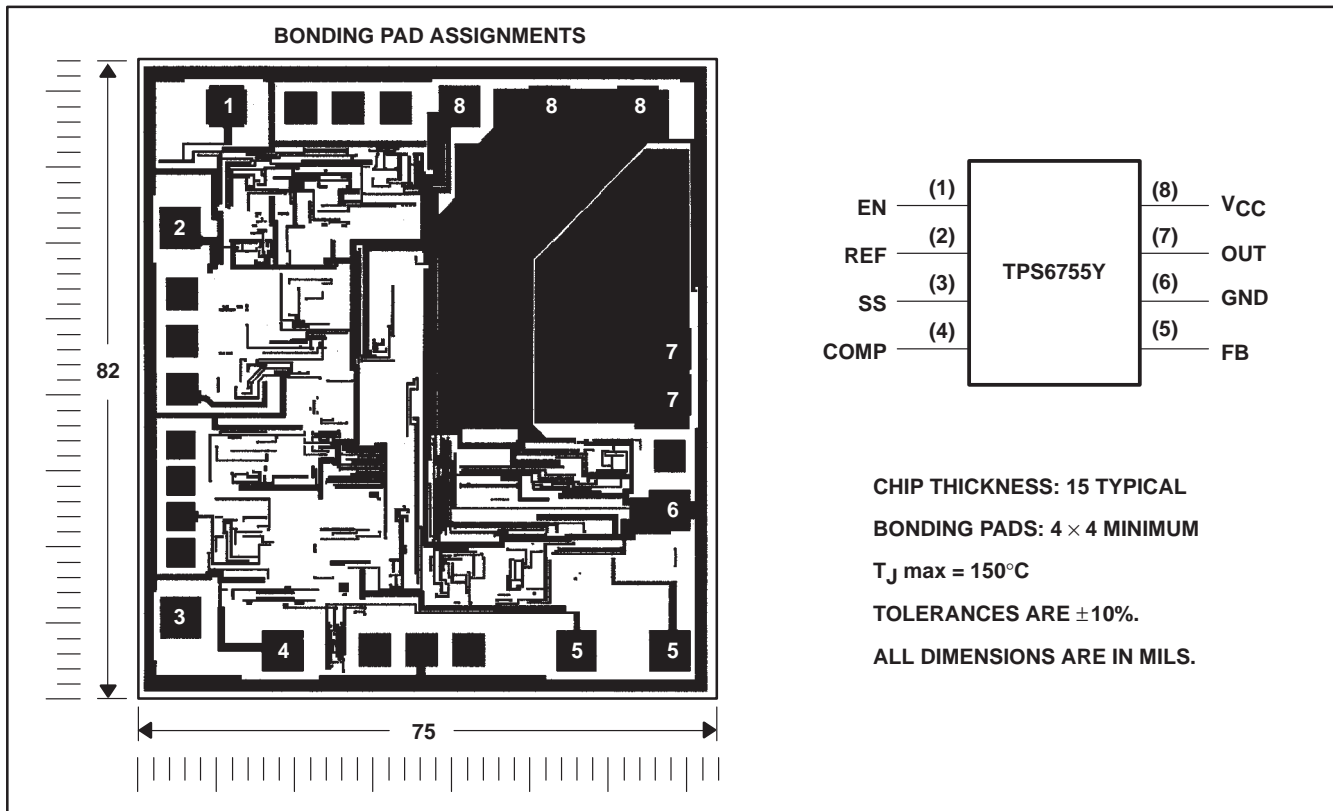 BONDING PAD ASSIGNMENTS
1
8
8
8
2
7
7
6
3
4
5
5
82
75
(1)
EN
(2)
REF
(3)
SS
(4)
COMP
TPS6755Y
(8)
VCC
(7)
OUT
(6)
GND
(5)
FB
CHIP THICKNESS: 15 TYPICAL
BONDING PADS: 4 × 4 MINIMUM
TJ max = 150°C
TOLERANCES ARE ±10%.
ALL DIMENSIONS ARE IN MILS.